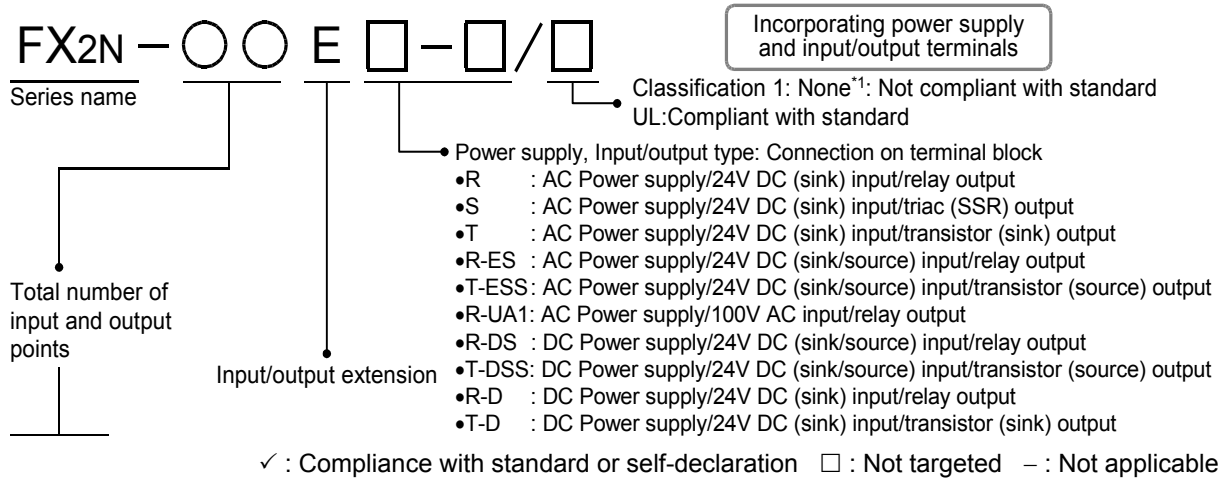 FX2N – ○○ E □ – □/□
Incorporating power supply
and input/output terminals
Series name
Classification 1: None*1: Not compliant with standard
UL:Compliant with standard
Power supply, Input/output type: Connection on terminal block
•R : AC Power supply/24V DC (sink) input/relay output
•S : AC Power supply/24V DC (sink) input/triac (SSR) output
•T : AC Power supply/24V DC (sink) input/transistor (sink) output
•R-ES : AC Power supply/24V DC (sink/source) input/relay output
•T-ESS: AC Power supply/24V DC (sink/source) input/transistor (source) output
•R-UA1: AC Power supply/100V AC input/relay output
•R-DS : DC Power supply/24V DC (sink/source) input/relay output
•T-DSS: DC Power supply/24V DC (sink/source) input/transistor (source) output
•R-D : DC Power supply/24V DC (sink) input/relay output
•T-D : DC Power supply/24V DC (sink) input/transistor (sink) output
Total number of
input and output
points
Input/output extension
✓ : Compliance with standard or self-declaration □ : Not targeted – : Not applicable